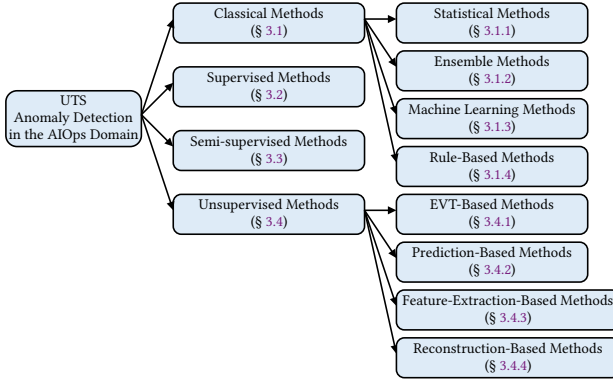 UTS
Anomaly Detection
in the AIOps Domain
Classical Methods
(§ 3.1)
Supervised Methods
(§ 3.2)
Semi-supervised Methods
(§ 3.3)
Unsupervised Methods
(§ 3.4)
Statistical Methods
(§ 3.1.1)
Ensemble Methods
(§ 3.1.2)
Machine Learning Methods
(§ 3.1.3)
Rule-Based Methods
(§ 3.1.4)
EVT-Based Methods
(§ 3.4.1)
Prediction-Based Methods
(§ 3.4.2)
Feature-Extraction-Based Methods
(§ 3.4.3)
Reconstruction-Based Methods
(§ 3.4.4)